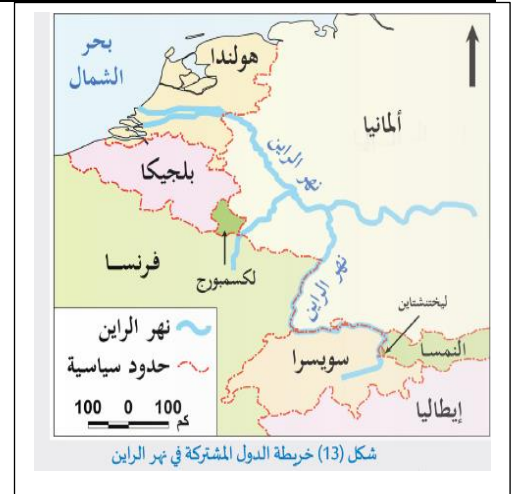 بحر
الشمال
هولندا
ألمانيا
نهر الراين
بلجيكا
فرنسا
لكسمبورج
نهر الراين
ليختنشتاين
النمسا
سويسرا
إيطاليا
نهر الراين
حدود سياسية
100 0 100
كم
شكل (13) خريطة الدول المشتركة في نهر الراين